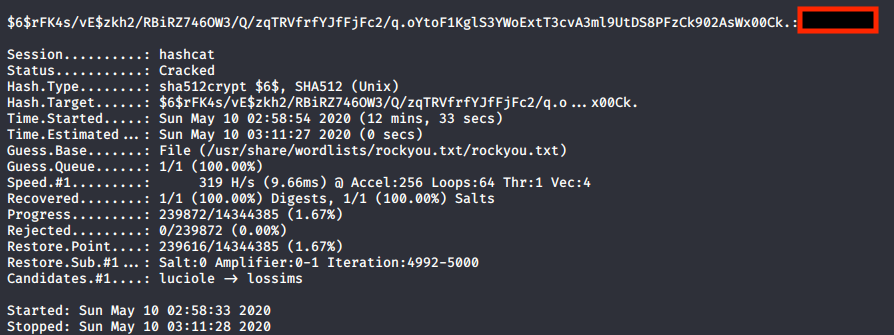 $6$rFK4s/vE$zkh2/RBiRZ746OW3/Q/zqTRVfrfYJfFjFc2/q.oYtoF1KglS3YWoExtT3cvA3ml9UtDS8PFzCk902AsWx00Ck.:
Session..........: hashcat
Status...........: Cracked
Hash.Type........: sha512crypt $6$, SHA512 (Unix)
Hash.Target......: $6$rFK4s/vE$zkh2/RBiRZ746OW3/Q/zqTRVfrfYJfFjFc2/q.o...x00Ck.
Time.Started.....: Sun May 10 02:58:54 2020 (12 mins, 33 secs)
Time.Estimated...: Sun May 10 03:11:27 2020 (0 secs)
Guess.Base.......: File (/usr/share/wordlists/rockyou.txt/rockyou.txt)
Guess.Queue......: 1/1 (100.00%)
Speed.#1.........: 319 H/s (9.66ms) @ Accel:256 Loops:64 Thr:1 Vec:4
Recovered........: 1/1 (100.00%) Digests, 1/1 (100.00%) Salts
Progress.........: 239872/14344385 (1.67%)
Rejected.........: 0/239872 (0.00%)
Restore.Point....: 239616/14344385 (1.67%)
Restore.Sub.#1...: Salt:0 Amplifier:0-1 Iteration:4992-5000
Candidates.#1....: luciole -> lossims
Started: Sun May 10 02:58:33 2020
Stopped: Sun May 10 03:11:28 2020